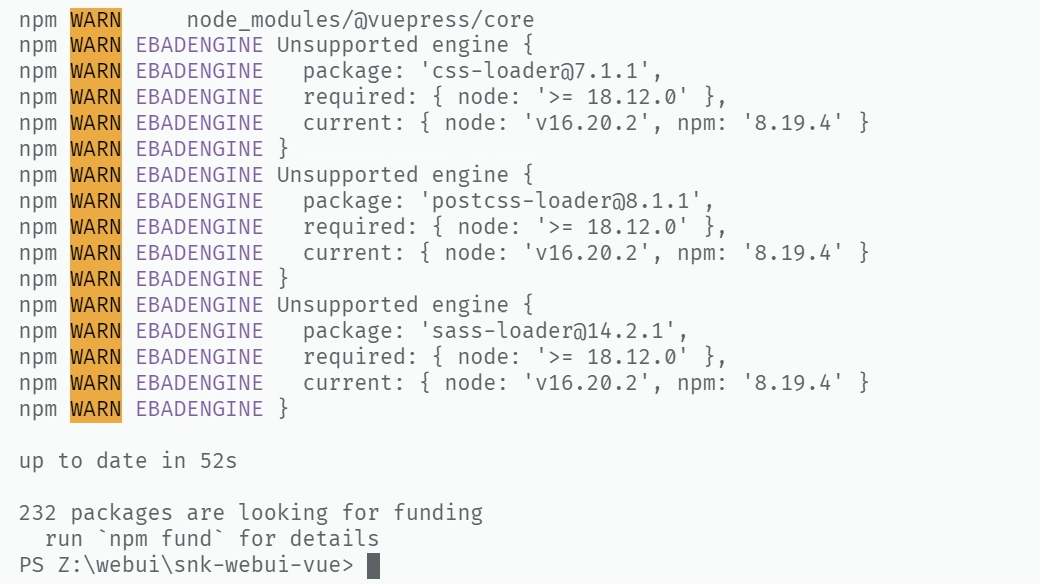 npm WARN     node_modules/@vuepress/core
npm WARN EBADENGINE Unsupported engine {
npm WARN EBADENGINE   package: 'css-loader@7.1.1',
npm WARN EBADENGINE   required: { node: '>= 18.12.0' },
npm WARN EBADENGINE   current: { node: 'v16.20.2', npm: '8.19.4' }
npm WARN EBADENGINE }
npm WARN EBADENGINE Unsupported engine {
npm WARN EBADENGINE   package: 'postcss-loader@8.1.1',
npm WARN EBADENGINE   required: { node: '>= 18.12.0' },
npm WARN EBADENGINE   current: { node: 'v16.20.2', npm: '8.19.4' }
npm WARN EBADENGINE }
npm WARN EBADENGINE Unsupported engine {
npm WARN EBADENGINE   package: 'sass-loader@14.2.1',
npm WARN EBADENGINE   required: { node: '>= 18.12.0' },
npm WARN EBADENGINE   current: { node: 'v16.20.2', npm: '8.19.4' }
npm WARN EBADENGINE }
up to date in 52s
232 packages are looking for funding
  run `npm fund` for details
PS Z:\webui\snk-webui-vue>